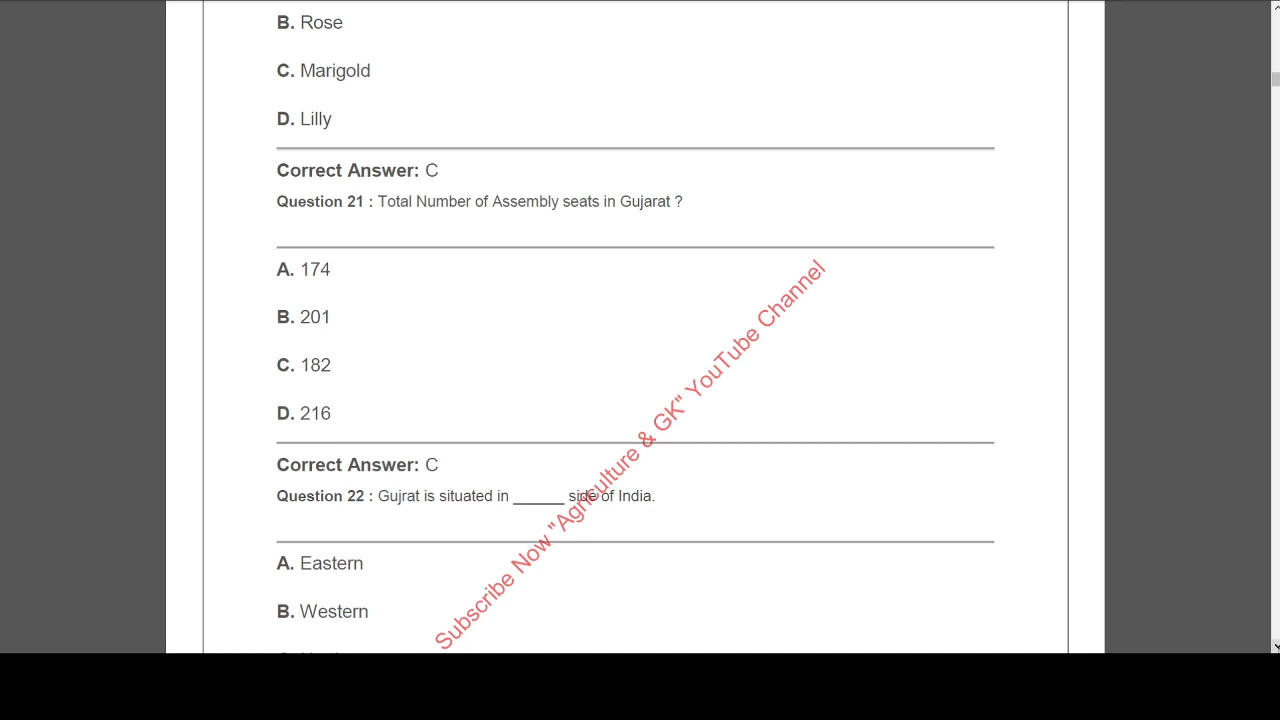 B. Rose
C. Marigold
D. Lilly
Correct Answer: C
Question 21 : Total Number of Assembly seats in Gujarat ?
A. 174
B. 201
C. 182
D. 216
Correct Answer: C
Question 22 : Gujrat is situated in ______ side of India.
A. Eastern
B. Western
Subscribe Now "Agriculture & GK" YouTube Channel